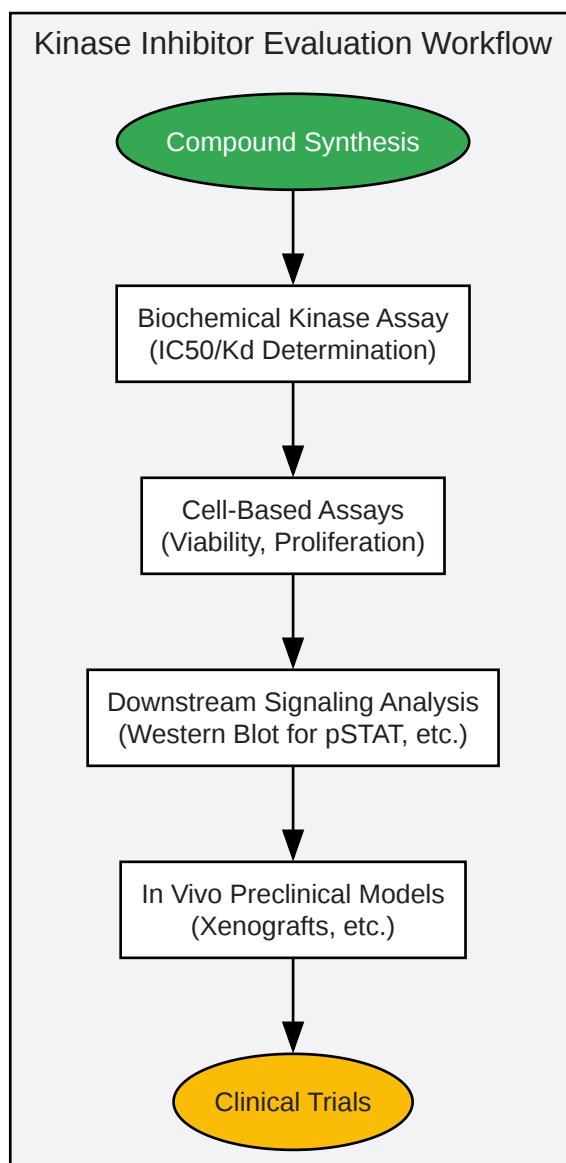 Kinase Inhibitor Evaluation Workflow
Compound Synthesis
Biochemical Kinase Assay
(IC50/Kd Determination)
Cell-Based Assays
(Viability, Proliferation)
Downstream Signaling Analysis
(Western Blot for pSTAT, etc.)
In Vivo Preclinical Models
(Xenografts, etc.)
Clinical Trials